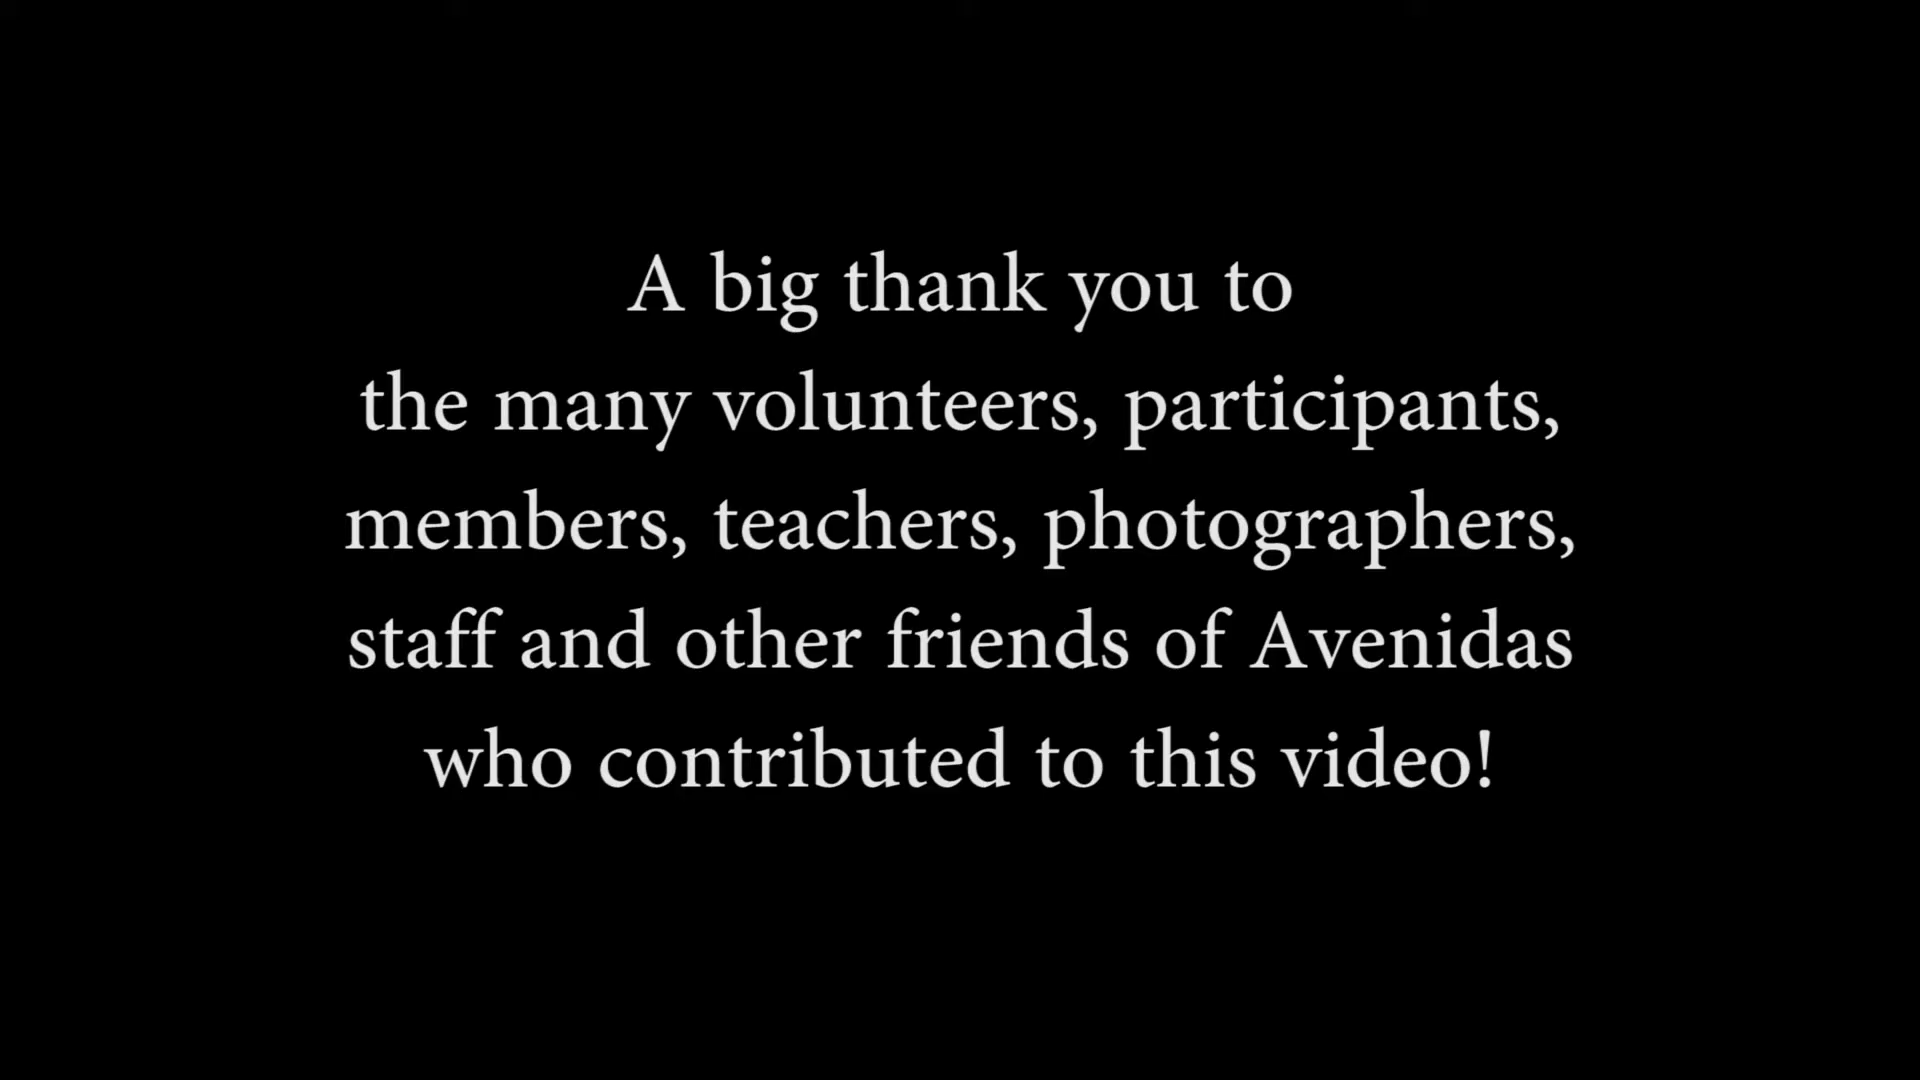 A big thank you to
the many volunteers, participants,
members, teachers, photographers,
staff and other friends of Avenidas
who contributed to this video!